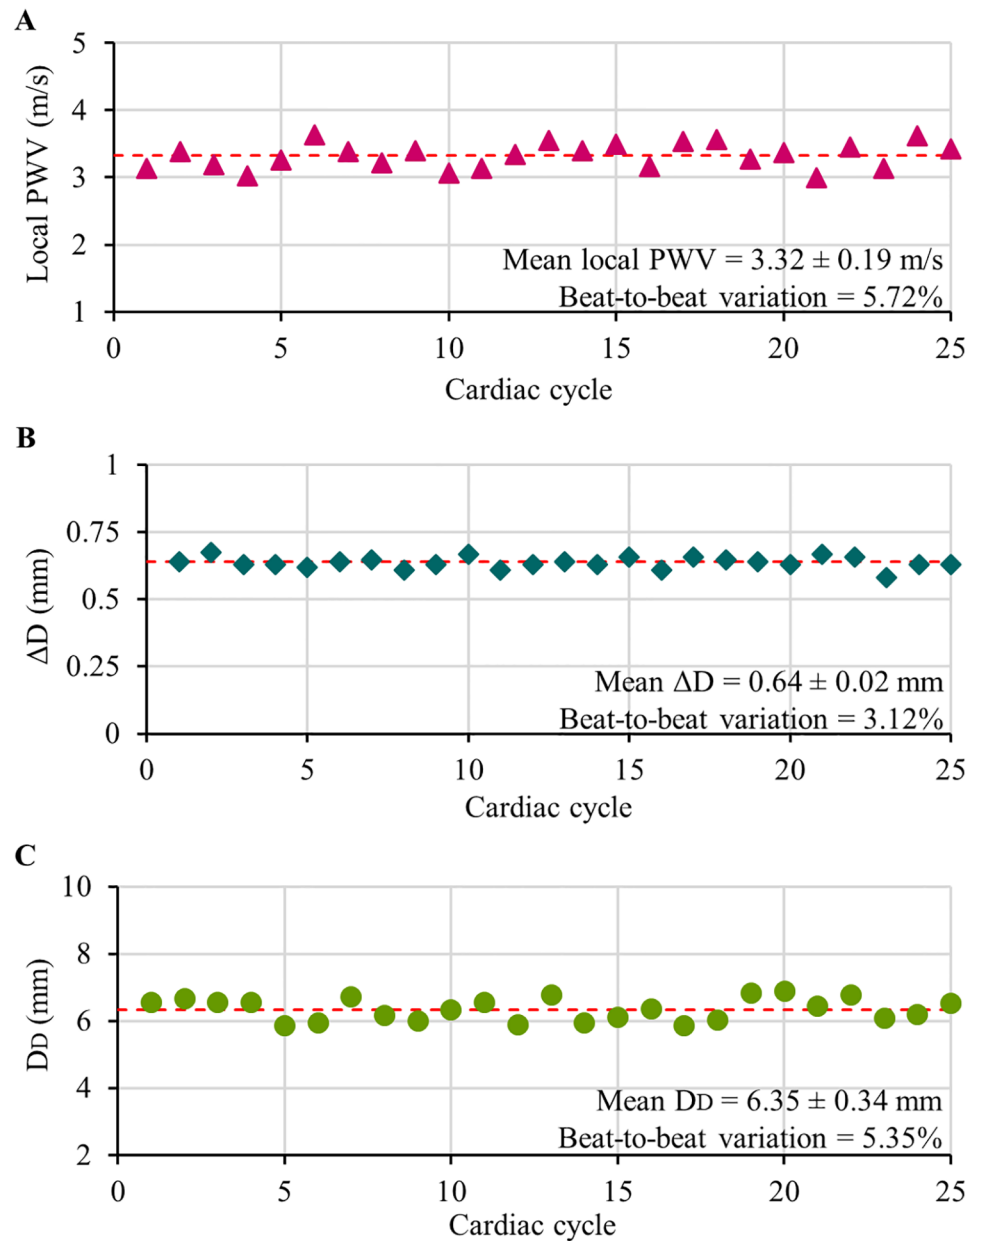 A
Local PWV (m/s)
5
4
3
2
1
Mean local PWV = 3.32 ± 0.19 m/s
Beat-to-beat variation = 5.72%
0 5 10 15 20 25
Cardiac cycle
B
ΔD (mm)
1
0.75
0.5
0.25
0
Mean ΔD = 0.64 ± 0.02 mm
Beat-to-beat variation = 3.12%
0 5 10 15 20 25
Cardiac cycle
C
DD (mm)
10
8
6
4
2
Mean DD = 6.35 ± 0.34 mm
Beat-to-beat variation = 5.35%
0 5 10 15 20 25
Cardiac cycle